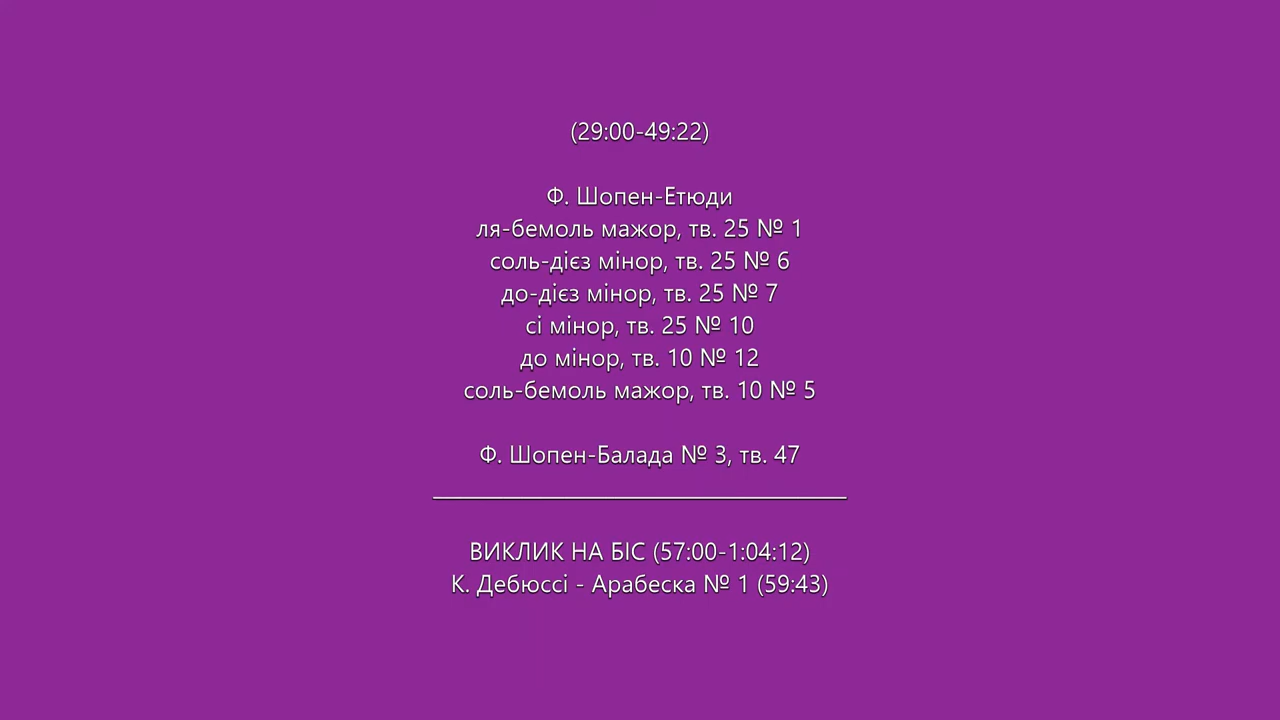 (29:00-49:22)
Ф. Шопен-Етюди
ля-бемоль мажор, тв. 25 № 1
соль-дієз мінор, тв. 25 № 6
до-дієз мінор, тв. 25 № 7
сі мінор, тв. 25 № 10
до мінор, тв. 10 № 12
соль-бемоль мажор, тв. 10 № 5
Ф. Шопен-Балада № 3, тв. 47
ВИКЛИК НА БІС (57:00-1:04:12)
К. Дебюссі - Арабеска № 1 (59:43)